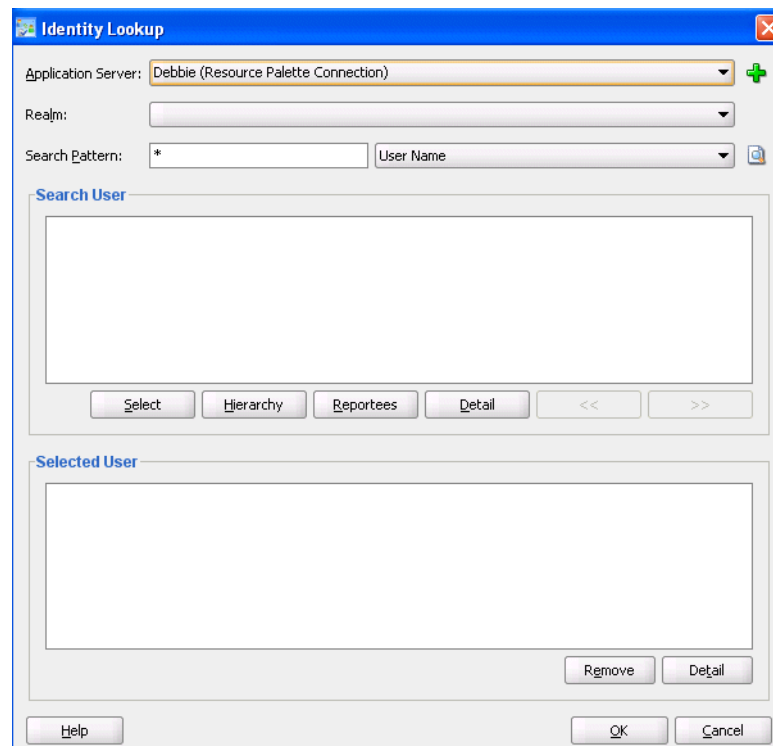 Identity Lookup
Application Server: Debbie (Resource Palette Connection)
Realm:
Search Pattern: * User Name
Search User
Select Hierarchy Reportees Detail << >>
Selected User
Remove Detail
Help OK Cancel